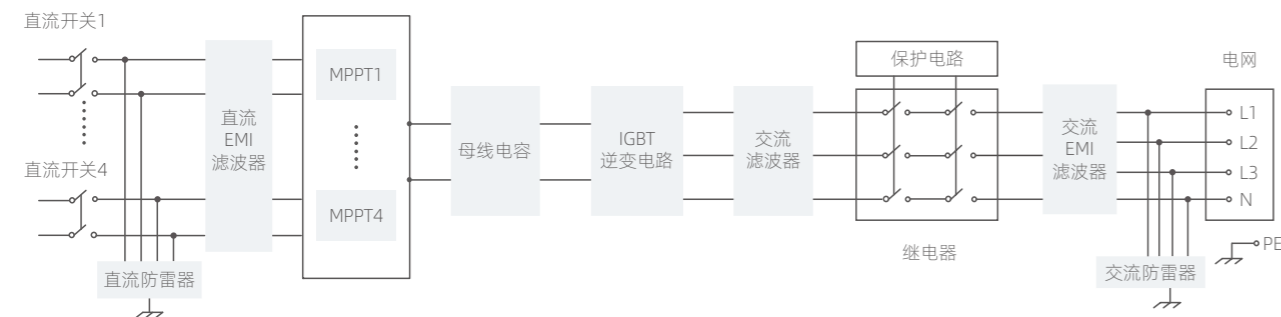 直流开关1
直流开关4
直流防雷器
直流
EMI
滤波器
MPPT1
MPPT4
母线电容
IGBT
逆变电路
交流
滤波器
保护电路
继电器
交流
EMI
滤波器
交流防雷器
电网
L1
L2
L3
N
PE